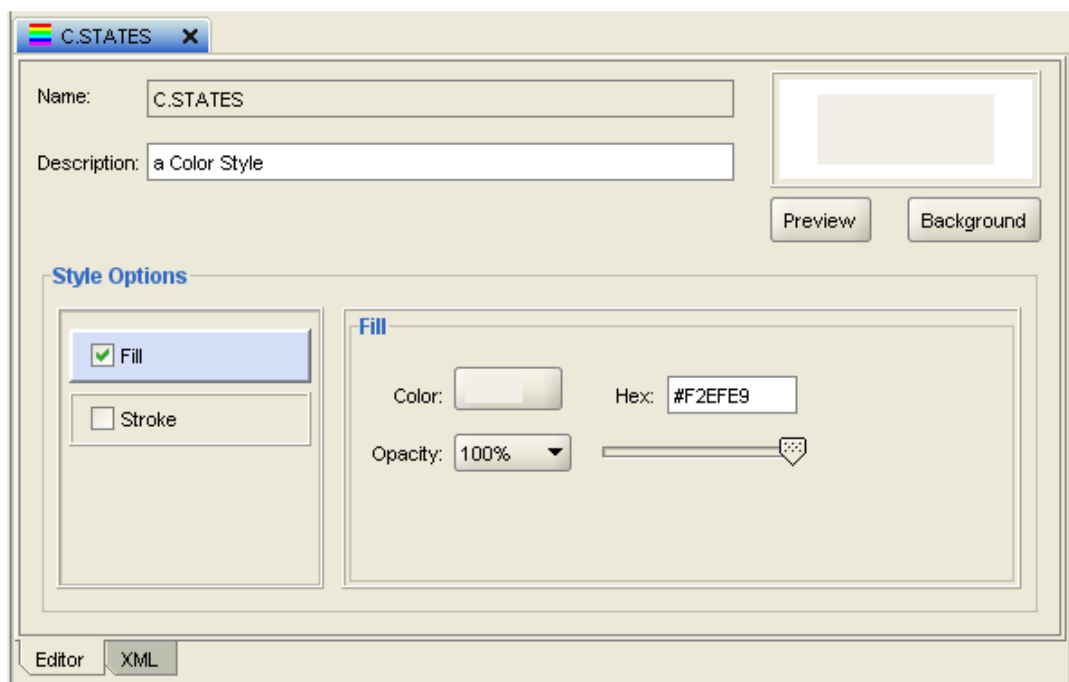 C.STATES
Name: C.STATES
Description: a Color Style
Preview Background
Style Options
Fill
Stroke
Fill
Color: Hex: #F2EFE9
Opacity: 100%
Editor XML